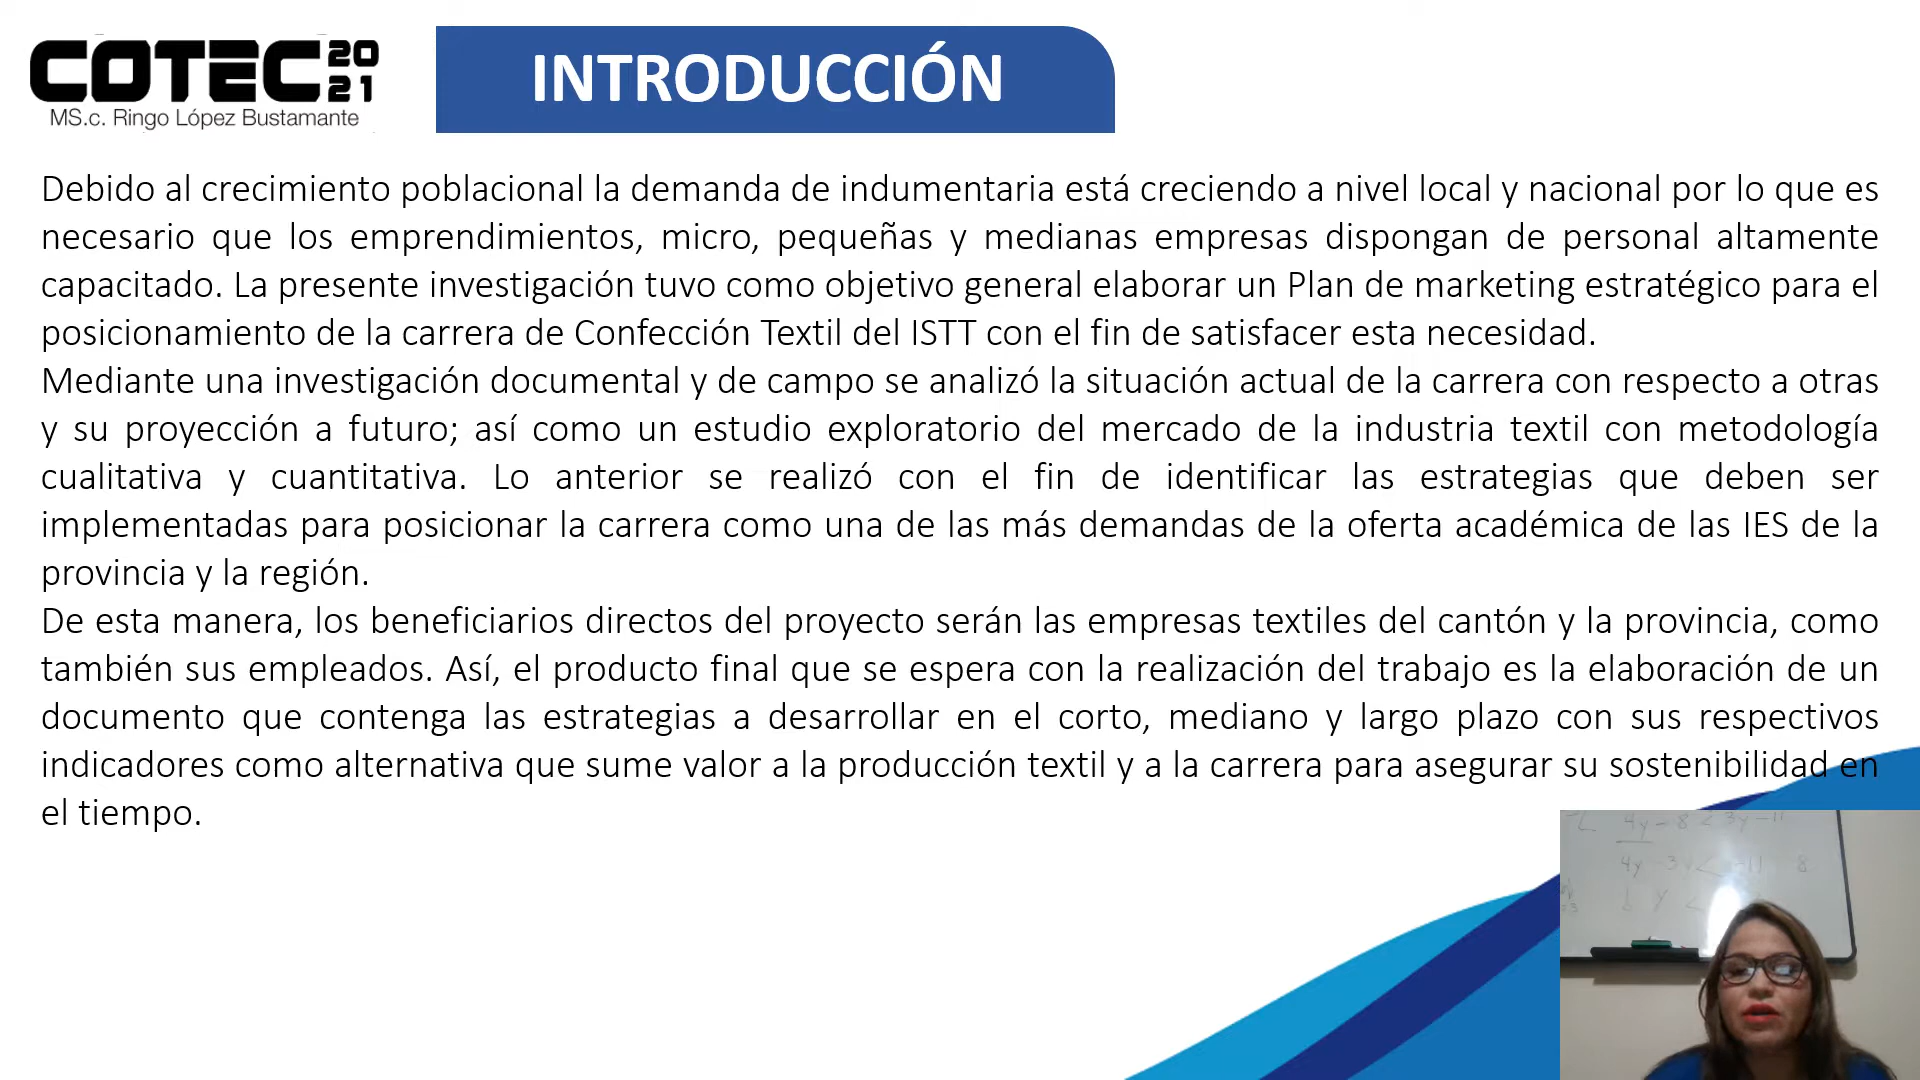 COTEC 20
21
MS.c. Ringo López Bustamante
INTRODUCCIÓN
Debido al crecimiento poblacional la demanda de indumentaria está creciendo a nivel local y nacional por lo que es
necesario que los emprendimientos, micro, pequeñas y medianas empresas dispongan de personal altamente
capacitado. La presente investigación tuvo como objetivo general elaborar un Plan de marketing estratégico para el
posicionamiento de la carrera de Confección Textil del ISTT con el fin de satisfacer esta necesidad.
Mediante una investigación documental y de campo se analizó la situación actual de la carrera con respecto a otras
y su proyección a futuro; así como un estudio exploratorio del mercado de la industria textil con metodología
cualitativa y cuantitativa. Lo anterior se realizó con el fin de identificar las estrategias que deben ser
implementadas para posicionar la carrera como una de las más demandas de la oferta académica de las IES de la
provincia y la región.
De esta manera, los beneficiarios directos del proyecto serán las empresas textiles del cantón y la provincia, como
también sus empleados. Así, el producto final que se espera con la realización del trabajo es la elaboración de un
documento que contenga las estrategias a desarrollar en el corto, mediano y largo plazo con sus respectivos
indicadores como alternativa que sume valor a la producción textil y a la carrera para asegurar su sostenibilidad en
el tiempo.
4y - 8 < 3y - 11